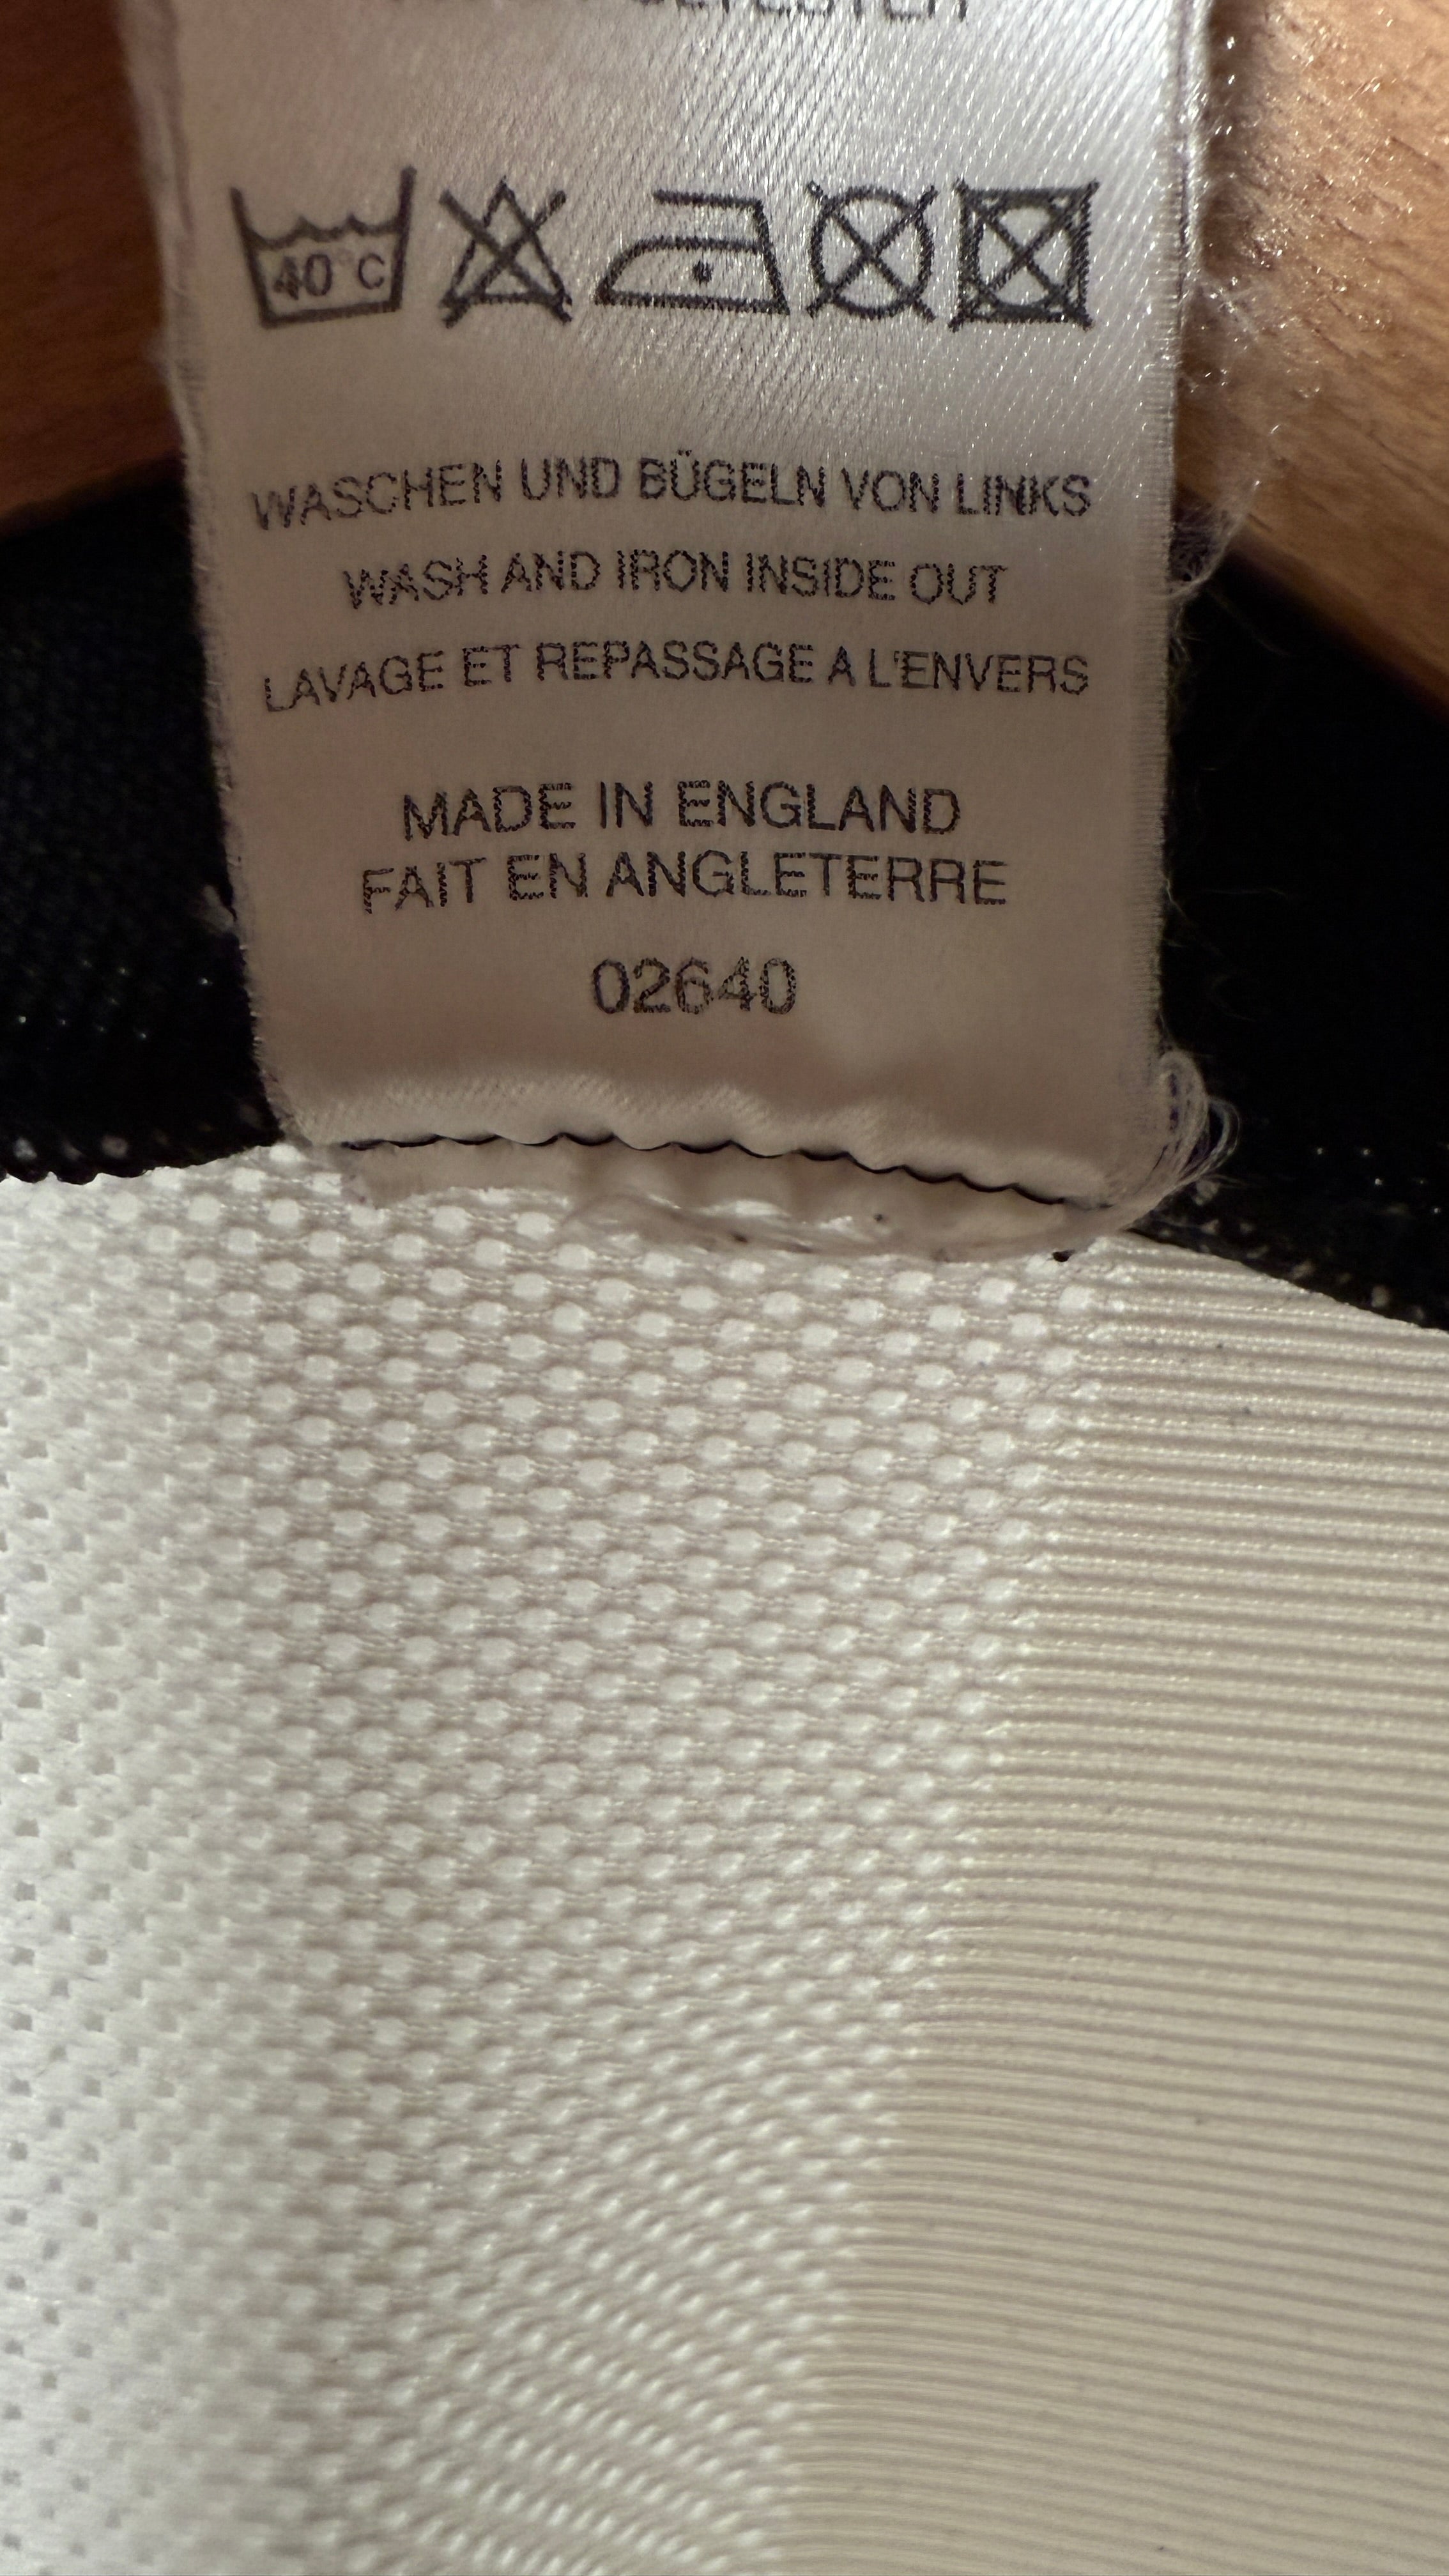 40°C
WASCHEN UND BÜGELN VON LINKS
WASH AND IRON INSIDE OUT
LAVAGE ET REPASSAGE A L'ENVERS
MADE IN ENGLAND
FAIT EN ANGLETERRE
02640